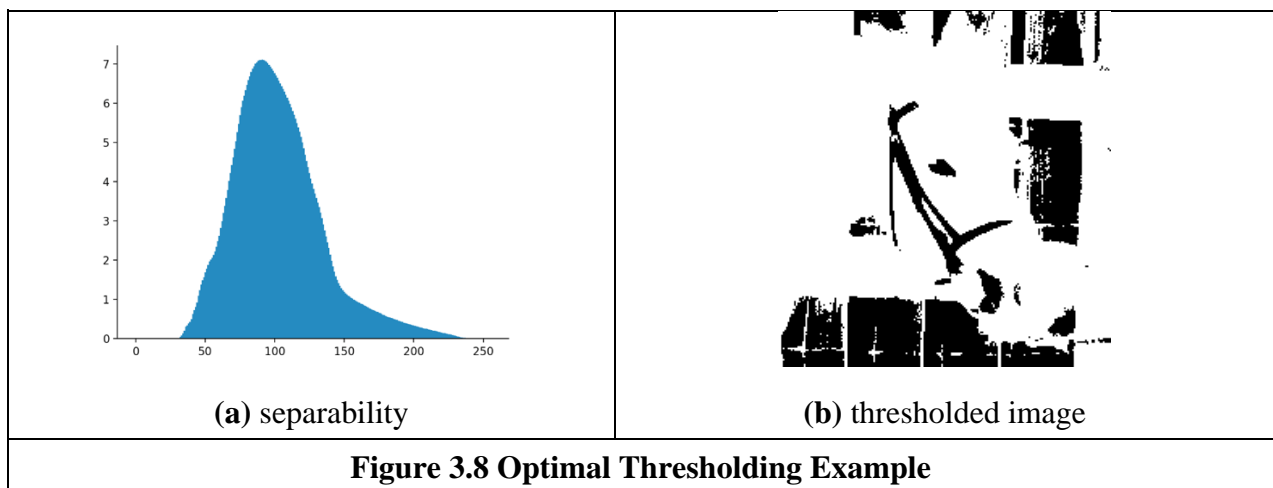 7
6
5
4
3
2
1
0
0 50 100 150 200 250
(a) separability
(b) thresholded image
Figure 3.8 Optimal Thresholding Example